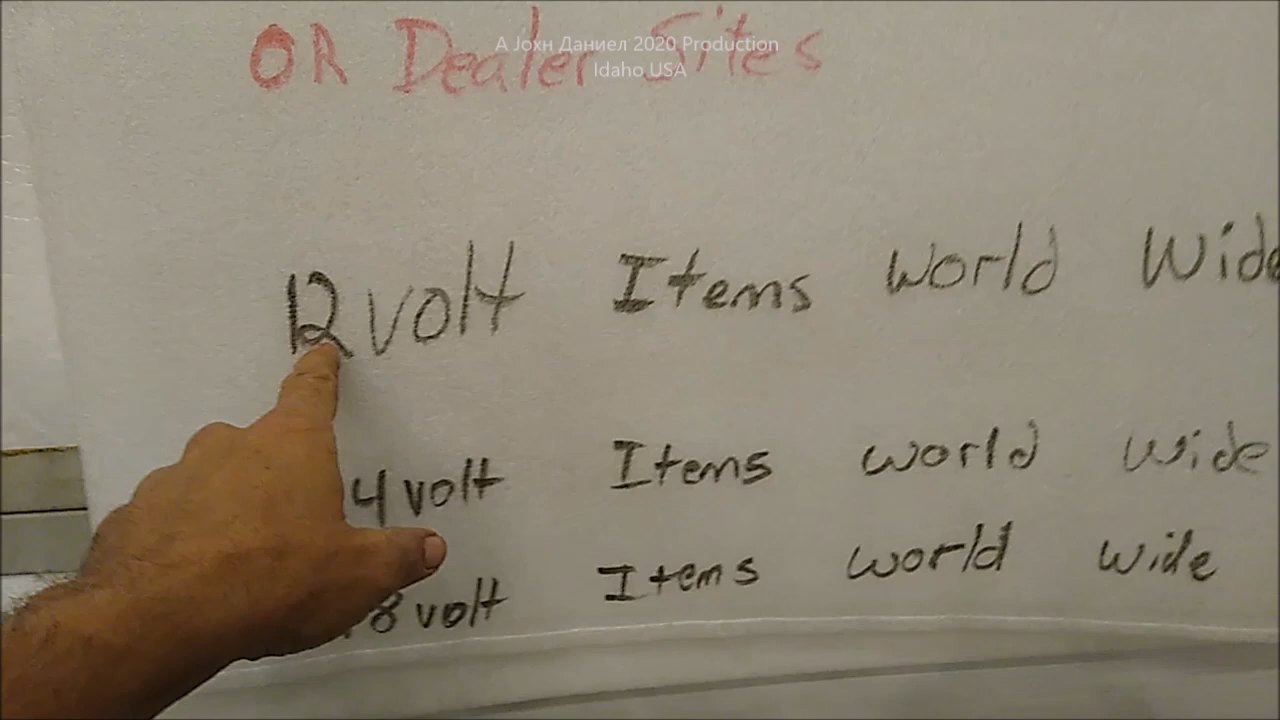 A Јохн Даниел 2020 Production
Idaho USA
OR Dealer Sites
12 volt Items world Wide
4 volt Items world wide
8 volt Items world wide